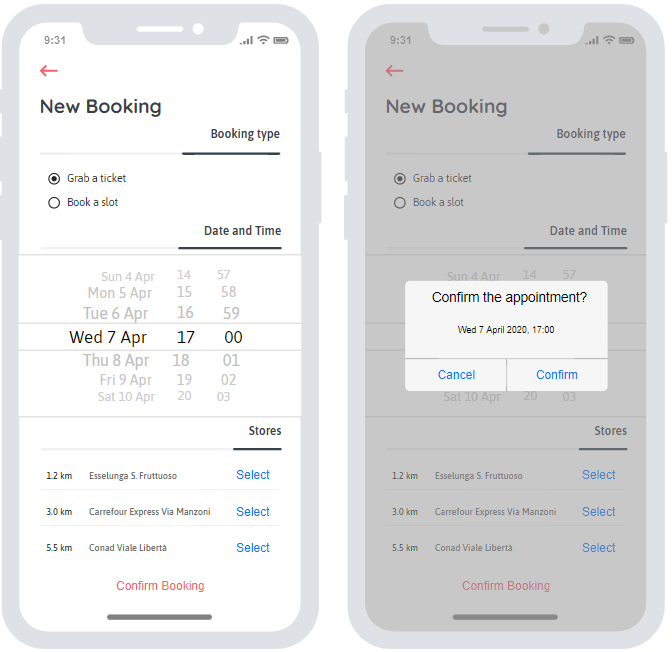 9:31
New Booking
Booking type
Grab a ticket
Book a slot
Date and Time
Sun 4 Apr 14 57
Mon 5 Apr 15 58
Tue 6 Apr 16 59
Wed 7 Apr 17 00
Thu 8 Apr 18 01
Fri 9 Apr 19 02
Sat 10 Apr 20 03
Stores
1.2 km Esselunga S. Fruttuoso Select
3.0 km Carrefour Express Via Manzoni Select
5.5 km Conad Viale Libertà Select
Confirm Booking
9:31
New Booking
Booking type
Grab a ticket
Book a slot
Date and Time
Sun 4 Apr 14 57
Confirm the appointment?
Wed 7 April 2020, 17:00
Cancel Confirm
Sat 10 Apr 20 03
Stores
1.2 km Esselunga S. Fruttuoso Select
3.0 km Carrefour Express Via Manzoni Select
5.5 km Conad Viale Libertà Select
Confirm Booking